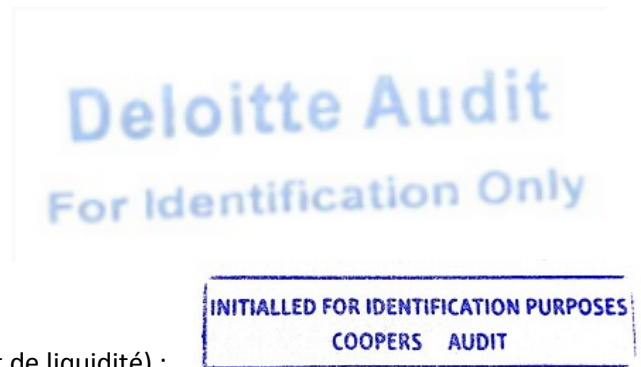 Deloitte Audit
For Identification Only
INITIALLED FOR IDENTIFICATION PURPOSES
COOPERS AUDIT
de liquidité) :